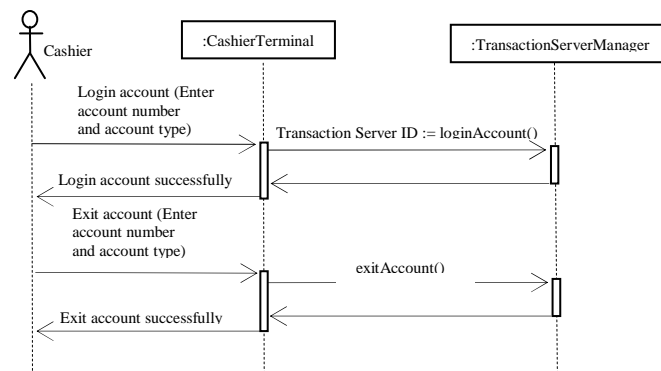 :CashierTerminal
:TransactionServerManager
Cashier
Login account (Enter
account number
and account type)
Transaction Server ID := loginAccount()
Login account successfully
Exit account (Enter
account number
and account type)
exitAccount()
Exit account successfully